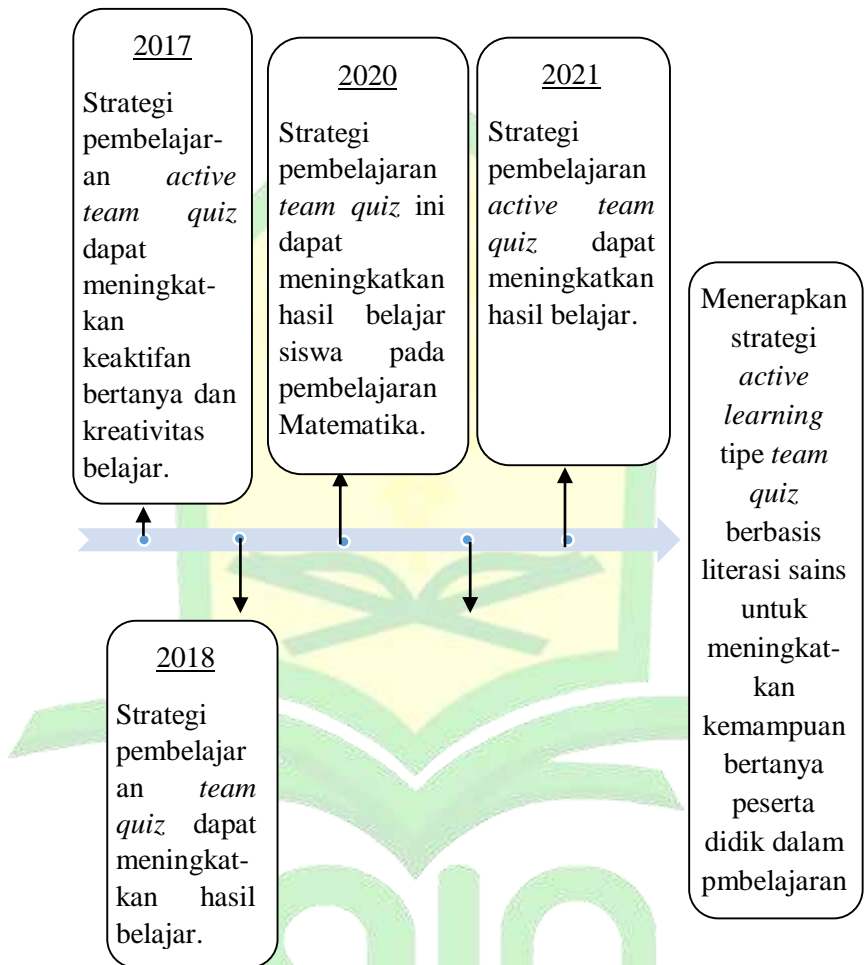 2017
Strategi
pembelajar-
an active
team quiz
dapat
meningkat-
kan
keaktifan
bertanya dan
kreativitas
belajar.
2020
Strategi
pembelajaran
team quiz ini
dapat
meningkatkan
hasil belajar
siswa pada
pembelajaran
Matematika.
2021
Strategi
pembelajaran
active team
quiz dapat
meningkatkan
hasil belajar.
Menerapkan
strategi
active
learning
tipe team
quiz
berbasis
literasi sains
untuk
meningkat-
kan
kemampuan
bertanya
peserta
didik dalam
pmbelajaran
2018
Strategi
pembelajar
an team
quiz dapat
meningkat-
kan hasil
belajar.